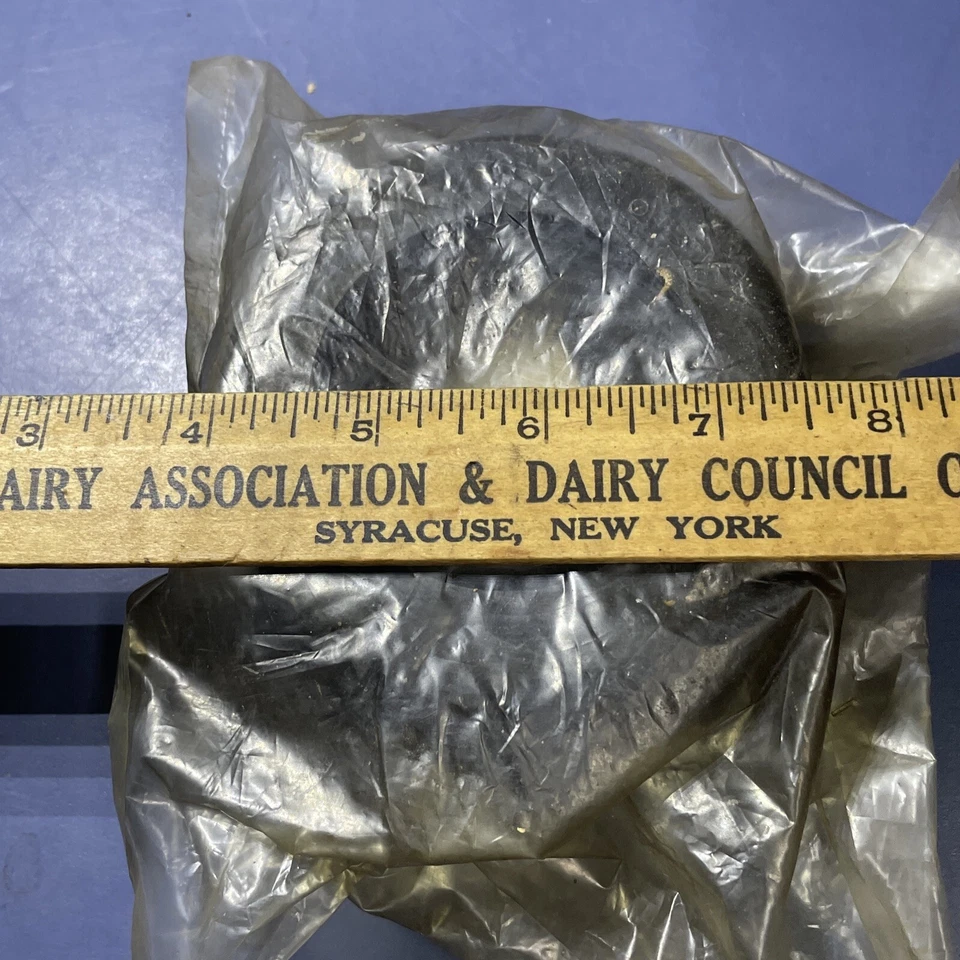 3 4 5 6 7 8
AIRY ASSOCIATION & DAIRY COUNCIL C
SYRACUSE, NEW YORK